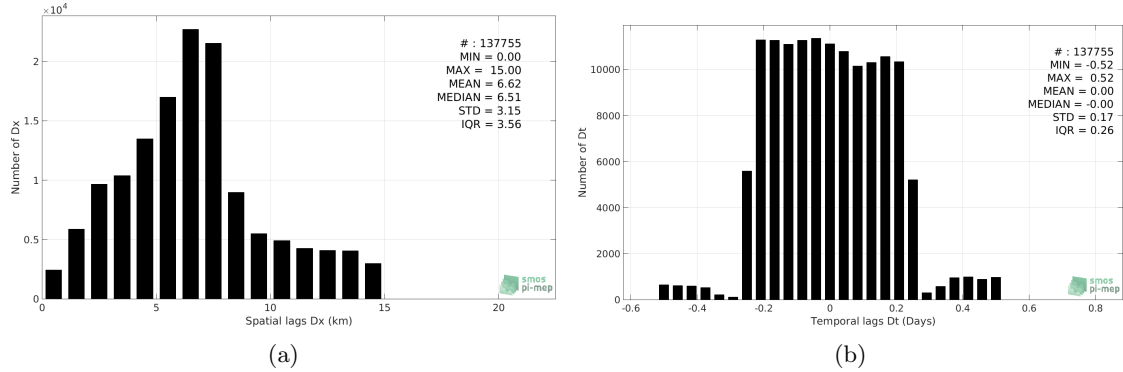 ×10⁴
2
1.5
1
0.5
0
Number of Dx
# : 137755
MIN = 0.00
MAX = 15.00
MEAN = 6.62
MEDIAN = 6.51
STD = 3.15
IQR = 3.56
smos
pi-mep
0 5 10 15 20
Spatial lags Dx (km)
(a)
10000
8000
6000
4000
2000
0
Number of Dt
# : 137755
MIN = -0.52
MAX = 0.52
MEAN = 0.00
MEDIAN = -0.00
STD = 0.17
IQR = 0.26
smos
pi-mep
-0.6 -0.4 -0.2 0 0.2 0.4 0.6 0.8
Temporal lags Dt (Days)
(b)